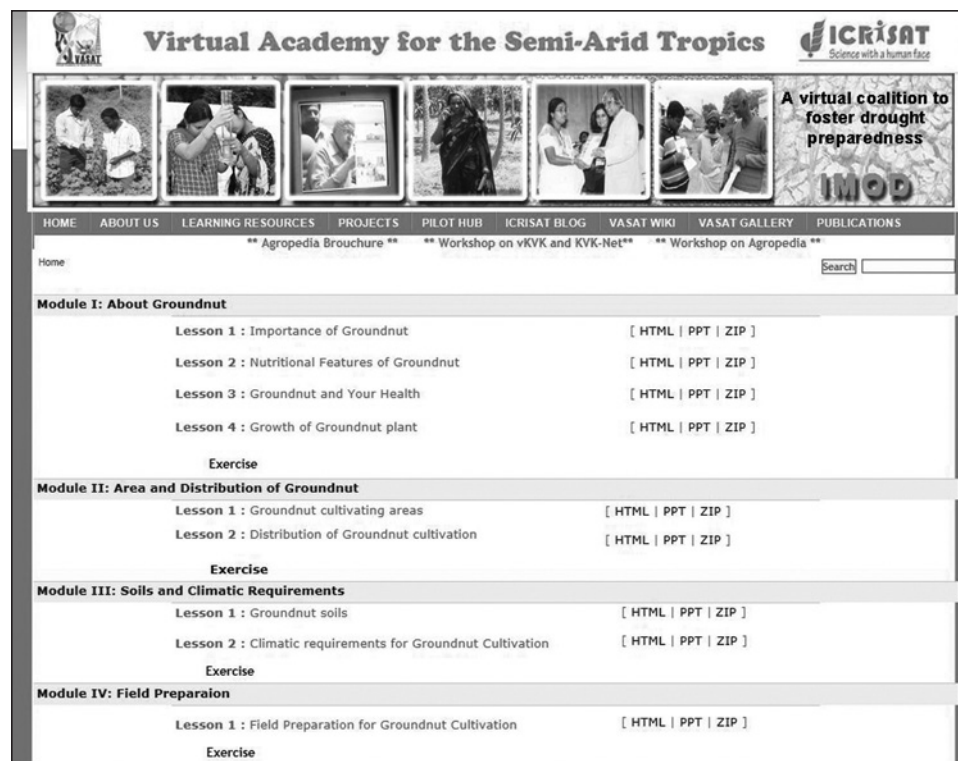 VASAT
Virtual Academy for the Semi-Arid Tropics
ICRISAT
Science with a human face
A virtual coalition to
foster drought
preparedness
IMOD
HOME ABOUT US LEARNING RESOURCES PROJECTS PILOT HUB ICRISAT BLOG VASAT WIKI VASAT GALLERY PUBLICATIONS
** Agropedia Brouchure ** ** Workshop on vKVK and KVK-Net** ** Workshop on Agropedia **
Home
Search
Module I: About Groundnut
Lesson 1 : Importance of Groundnut [ HTML | PPT | ZIP ]
Lesson 2 : Nutritional Features of Groundnut [ HTML | PPT | ZIP ]
Lesson 3 : Groundnut and Your Health [ HTML | PPT | ZIP ]
Lesson 4 : Growth of Groundnut plant [ HTML | PPT | ZIP ]
Exercise
Module II: Area and Distribution of Groundnut
Lesson 1 : Groundnut cultivating areas [ HTML | PPT | ZIP ]
Lesson 2 : Distribution of Groundnut cultivation [ HTML | PPT | ZIP ]
Exercise
Module III: Soils and Climatic Requirements
Lesson 1 : Groundnut soils [ HTML | PPT | ZIP ]
Lesson 2 : Climatic requirements for Groundnut Cultivation [ HTML | PPT | ZIP ]
Exercise
Module IV: Field Preparaion
Lesson 1 : Field Preparation for Groundnut Cultivation [ HTML | PPT | ZIP ]
Exercise